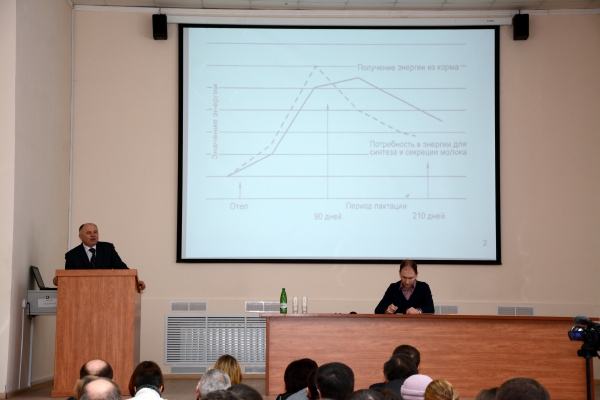 Получение энергии из корма
Значение энергии
Потребность в энергии для
синтеза и секреции молока
Отел
Период лактации
90 дней
210 дней
2